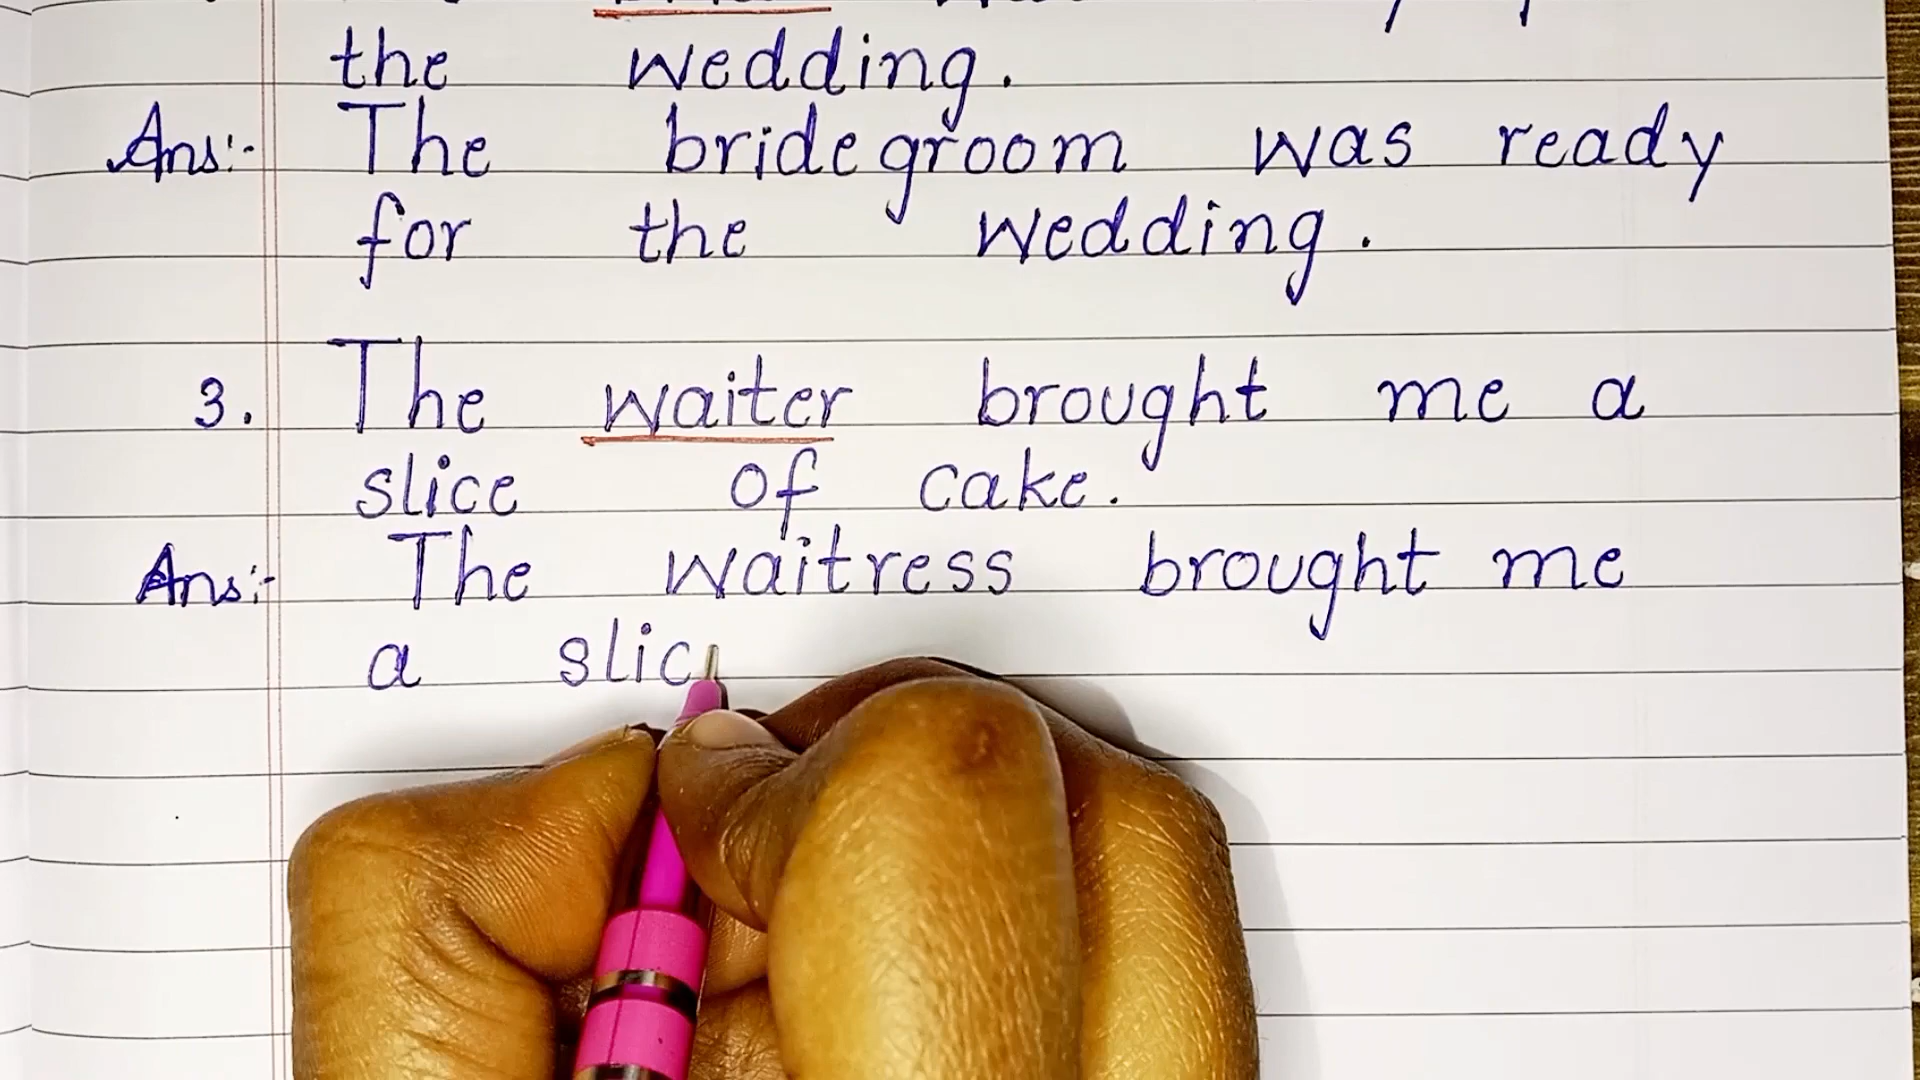 the wedding.
Ans:- The bridegroom was ready
for the wedding.
3. The waiter brought me a
slice of cake.
Ans:- The waitress brought me
a slic